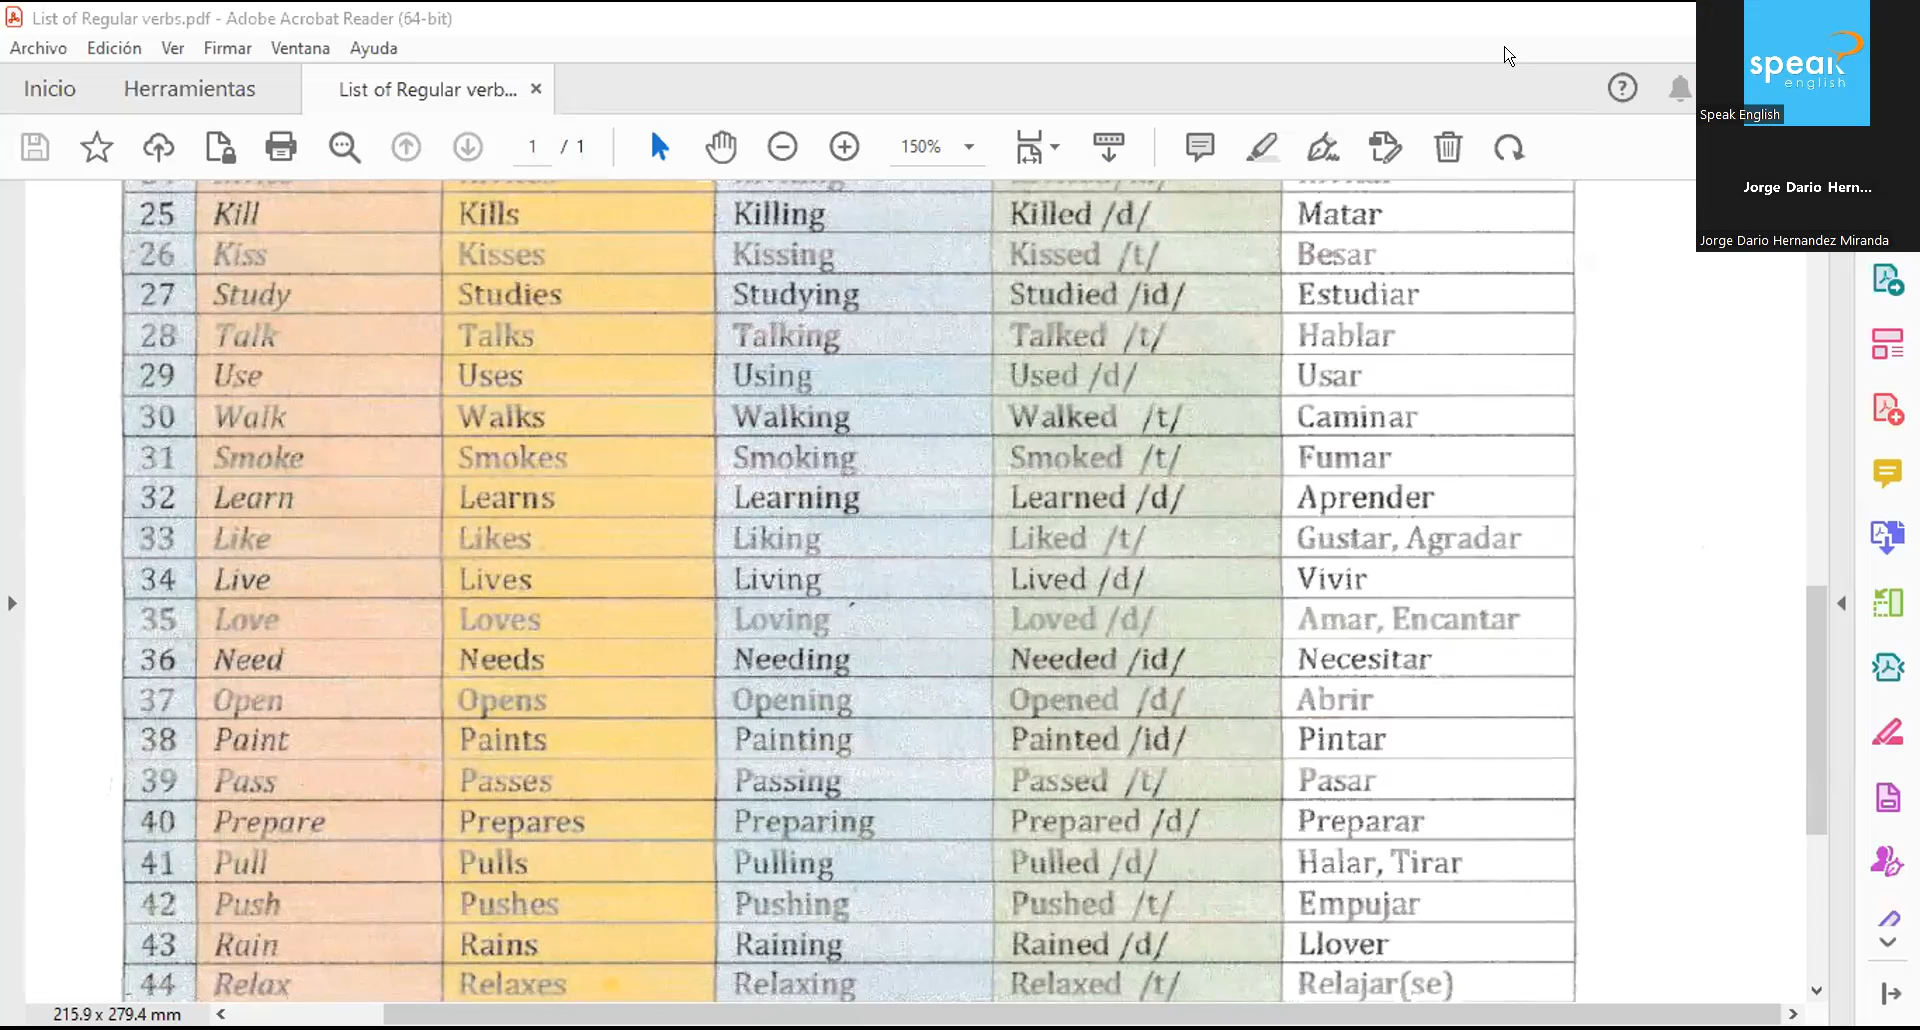 List of Regular verbs.pdf - Adobe Acrobat Reader (64-bit)
Archivo Edición Ver Firmar Ventana Ayuda
Inicio Herramientas List of Regular verb... ×
1 / 1 150%
speak
english
Speak English
Jorge Dario Hern...
Jorge Dario Hernandez Miranda
25 Kill Kills Killing Killed /d/ Matar
26 Kiss Kisses Kissing Kissed /t/ Besar
27 Study Studies Studying Studied /id/ Estudiar
28 Talk Talks Talking Talked /t/ Hablar
29 Use Uses Using Used /d/ Usar
30 Walk Walks Walking Walked /t/ Caminar
31 Smoke Smokes Smoking Smoked /t/ Fumar
32 Learn Learns Learning Learned /d/ Aprender
33 Like Likes Liking Liked /t/ Gustar, Agradar
34 Live Lives Living Lived /d/ Vivir
35 Love Loves Loving Loved /d/ Amar, Encantar
36 Need Needs Needing Needed /id/ Necesitar
37 Open Opens Opening Opened /d/ Abrir
38 Paint Paints Painting Painted /id/ Pintar
39 Pass Passes Passing Passed /t/ Pasar
40 Prepare Prepares Preparing Prepared /d/ Preparar
41 Pull Pulls Pulling Pulled /d/ Halar, Tirar
42 Push Pushes Pushing Pushed /t/ Empujar
43 Rain Rains Raining Rained /d/ Llover
44 Relax Relaxes Relaxing Relaxed /t/ Relajar(se)
215.9 x 279.4 mm